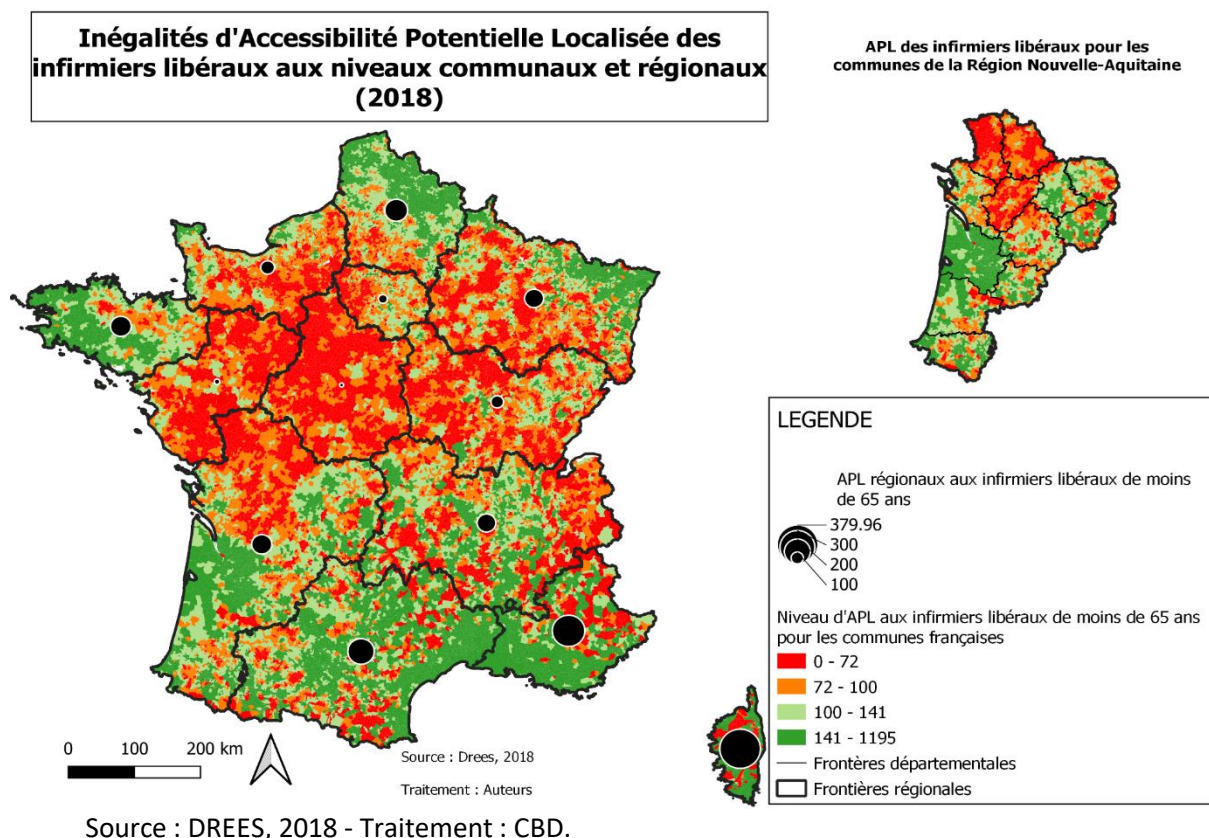 Inégalités d'Accessibilité Potentielle Localisée des
infirmiers libéraux aux niveaux communaux et régionaux
(2018)
APL des infirmiers libéraux pour les
communes de la Région Nouvelle-Aquitaine
LEGENDE
APL régionaux aux infirmiers libéraux de moins
de 65 ans
379.96
300
200
100
Niveau d'APL aux infirmiers libéraux de moins de 65 ans
pour les communes françaises
0 - 72
72 - 100
100 - 141
141 - 1195
Frontères départementales
Frontières régionales
0 100 200 km
Source : Drees, 2018
Traitement : Auteurs
Source : DREES, 2018 - Traitement : CBD.